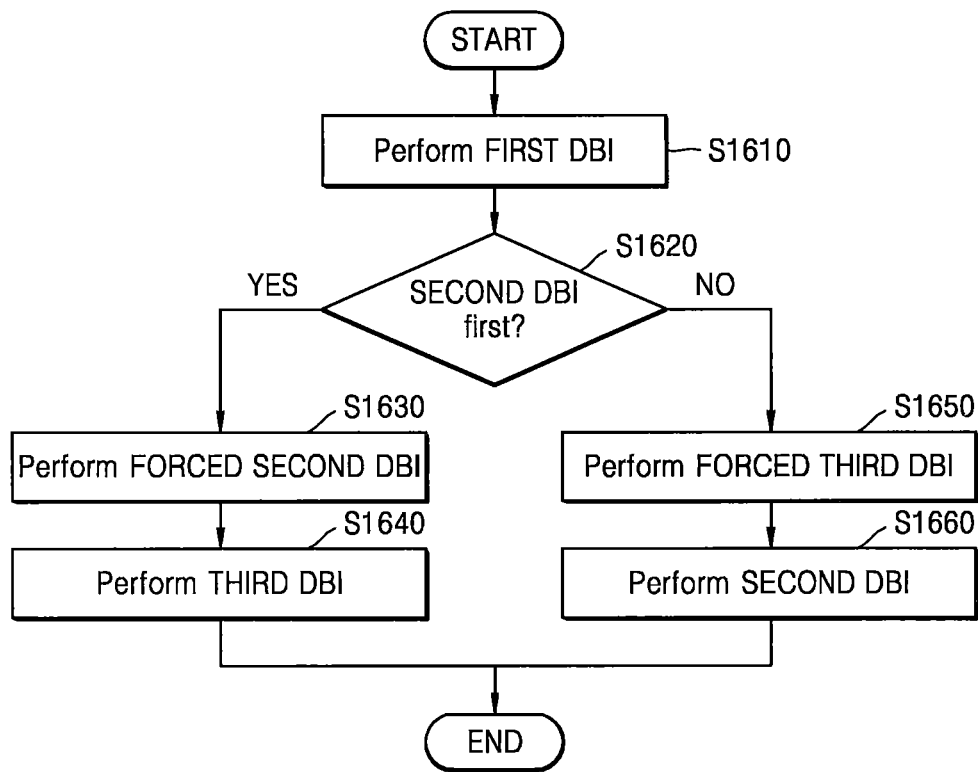 START
Perform FIRST DBI
S1610
S1620
YES
SECOND DBI
first?
NO
S1630
Perform FORCED SECOND DBI
S1640
Perform THIRD DBI
S1650
Perform FORCED THIRD DBI
S1660
Perform SECOND DBI
END